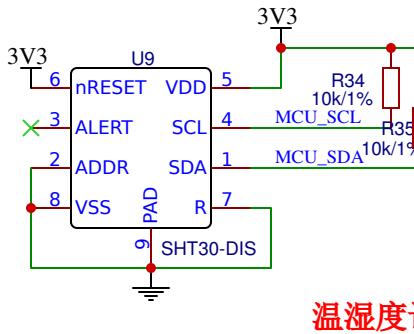 3V3
U9
3V3
6 nRESET VDD 5
R34
10k/1%
3 ALERT SCL 4 MCU_SCL
R35
10k/1%
2 ADDR SDA 1 MCU_SDA
8 VSS PAD R 7
9
SHT30-DIS
温湿度